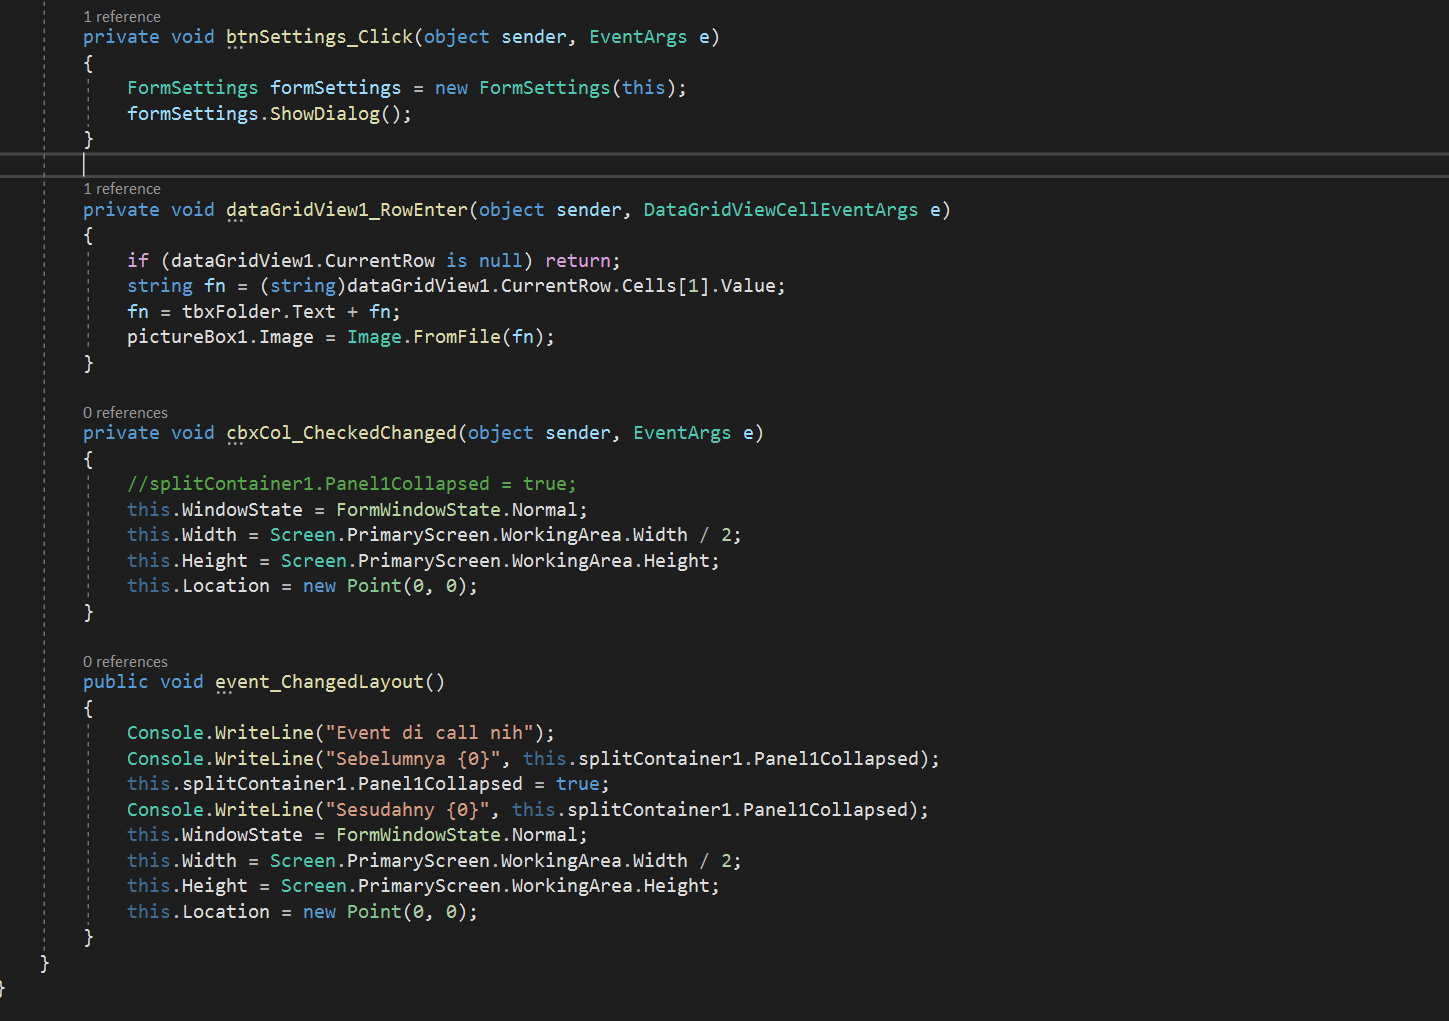 1 reference
private void btnSettings_Click(object sender, EventArgs e)
{
FormSettings formSettings = new FormSettings(this);
formSettings.ShowDialog();
}
1 reference
private void dataGridView1_RowEnter(object sender, DataGridViewCellEventArgs e)
{
if (dataGridView1.CurrentRow is null) return;
string fn = (string)dataGridView1.CurrentRow.Cells[1].Value;
fn = tbxFolder.Text + fn;
pictureBox1.Image = Image.FromFile(fn);
}
0 references
private void cbxCol_CheckedChanged(object sender, EventArgs e)
{
//splitContainer1.Panel1Collapsed = true;
this.WindowState = FormWindowState.Normal;
this.Width = Screen.PrimaryScreen.WorkingArea.Width / 2;
this.Height = Screen.PrimaryScreen.WorkingArea.Height;
this.Location = new Point(0, 0);
}
0 references
public void event_ChangedLayout()
{
Console.WriteLine("Event di call nih");
Console.WriteLine("Sebelumnya {0}", this.splitContainer1.Panel1Collapsed);
this.splitContainer1.Panel1Collapsed = true;
Console.WriteLine("Sesudahny {0}", this.splitContainer1.Panel1Collapsed);
this.WindowState = FormWindowState.Normal;
this.Width = Screen.PrimaryScreen.WorkingArea.Width / 2;
this.Height = Screen.PrimaryScreen.WorkingArea.Height;
this.Location = new Point(0, 0);
}
}
}